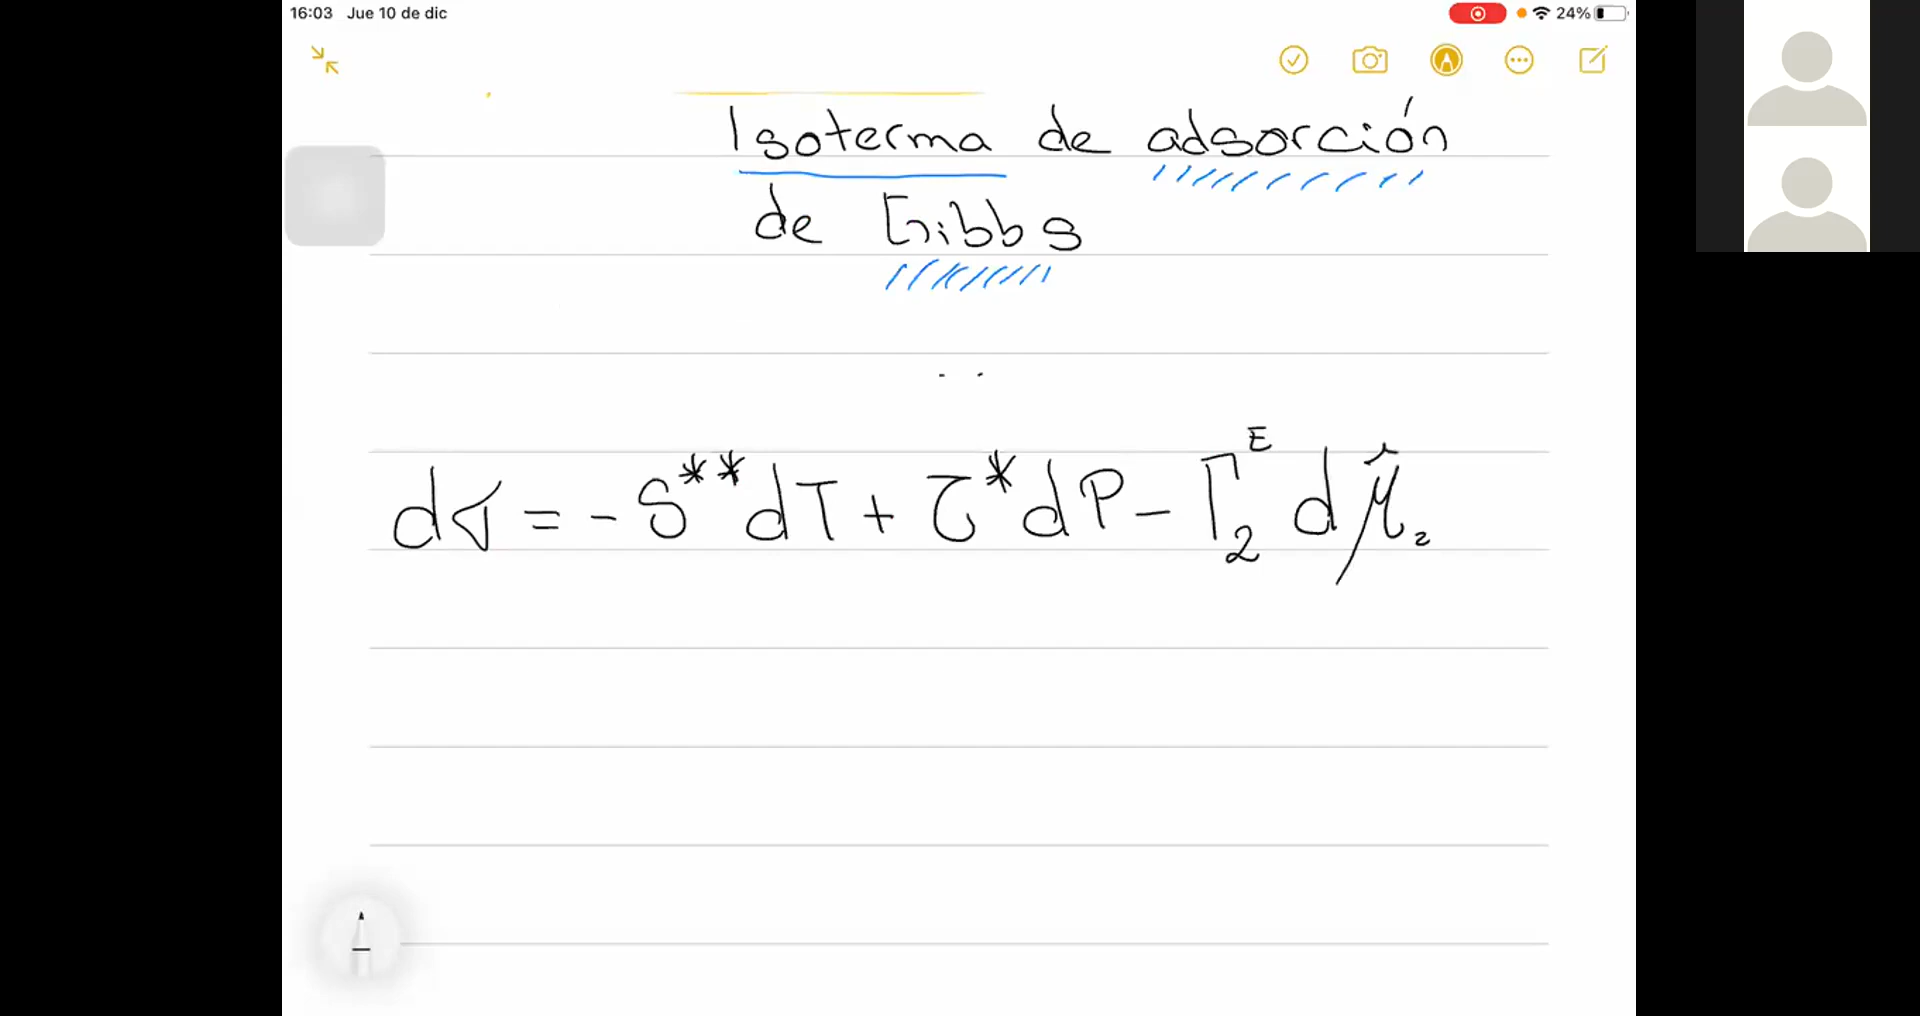 16:03 Jue 10 de dic 24%
Isoterma de adsorción
de Gibbs
dσ = - S** dT + τ* dP - Γ₂ᴱ dμ̂₂